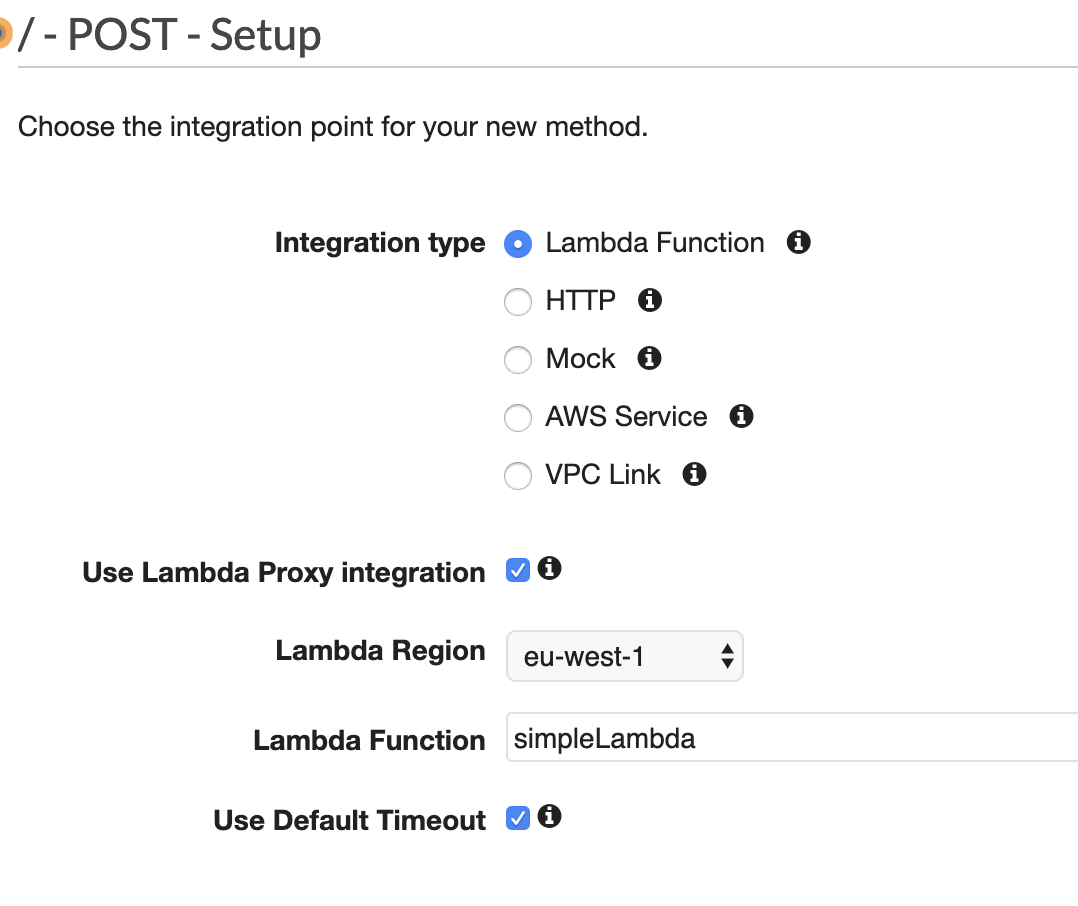 / - POST - Setup
Choose the integration point for your new method.
Integration type Lambda Function
HTTP
Mock
AWS Service
VPC Link
Use Lambda Proxy integration
Lambda Region eu-west-1
Lambda Function simpleLambda
Use Default Timeout